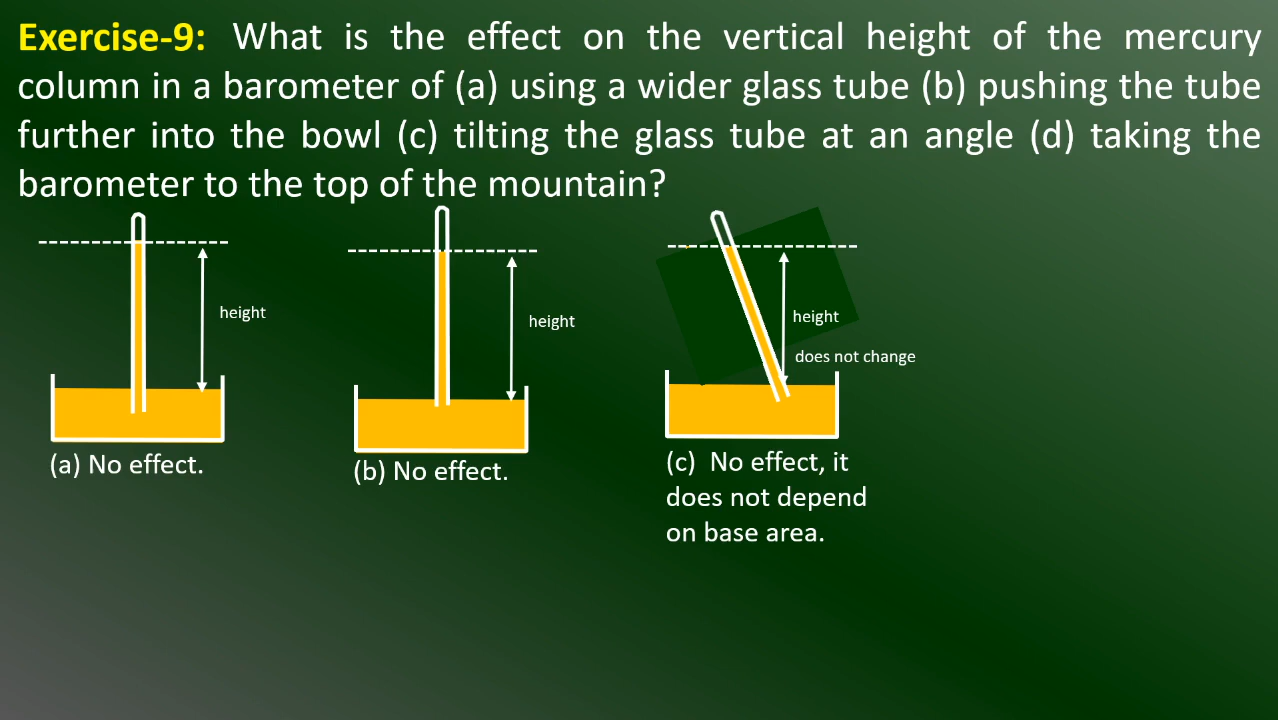 Exercise-9: What is the effect on the vertical height of the mercury
column in a barometer of (a) using a wider glass tube (b) pushing the tube
further into the bowl (c) tilting the glass tube at an angle (d) taking the
barometer to the top of the mountain?
height
height
height
does not change
(a) No effect.
(b) No effect.
(c) No effect, it
does not depend
on base area.